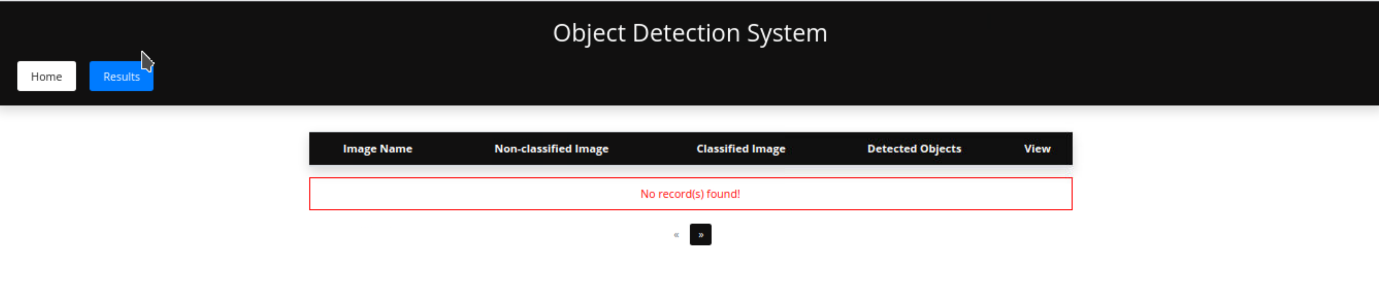 Object Detection System
Home Results
Image Name Non-classified Image Classified Image Detected Objects View
No record(s) found!
« »